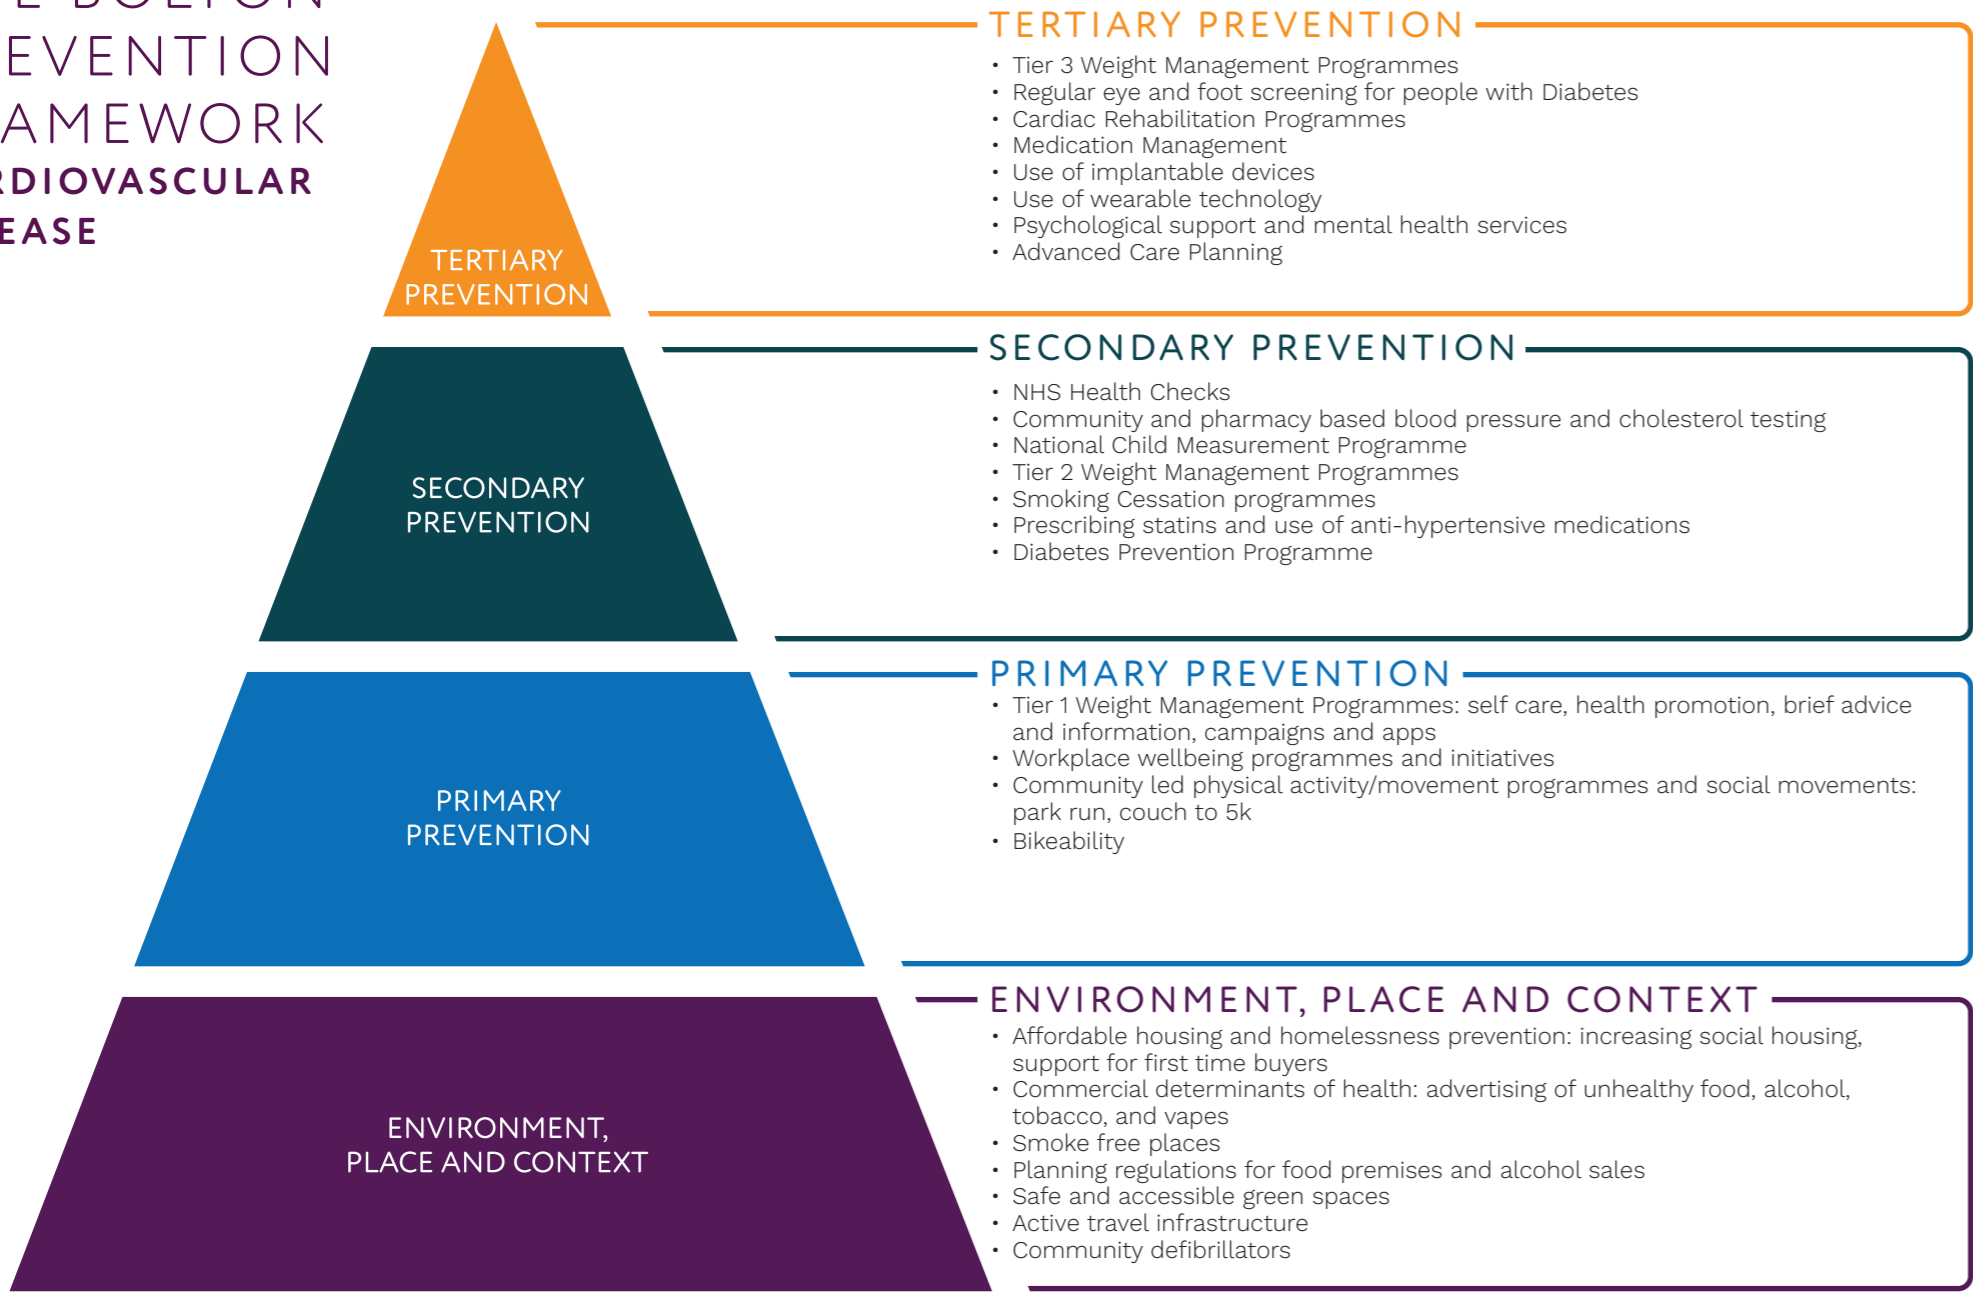 BOLTON
EVENTION
AMEWORK
RDIOVASCULAR
EASE
TERTIARY
PREVENTION
SECONDARY
PREVENTION
PRIMARY
PREVENTION
ENVIRONMENT,
PLACE AND CONTEXT
TERTIARY PREVENTION
• Tier 3 Weight Management Programmes
• Regular eye and foot screening for people with Diabetes
• Cardiac Rehabilitation Programmes
• Medication Management
• Use of implantable devices
• Use of wearable technology
• Psychological support and mental health services
• Advanced Care Planning
SECONDARY PREVENTION
• NHS Health Checks
• Community and pharmacy based blood pressure and cholesterol testing
• National Child Measurement Programme
• Tier 2 Weight Management Programmes
• Smoking Cessation programmes
• Prescribing statins and use of anti-hypertensive medications
• Diabetes Prevention Programme
PRIMARY PREVENTION
• Tier 1 Weight Management Programmes: self care, health promotion, brief advice
and information, campaigns and apps
• Workplace wellbeing programmes and initiatives
• Community led physical activity/movement programmes and social movements:
park run, couch to 5k
• Bikeability
ENVIRONMENT, PLACE AND CONTEXT
• Affordable housing and homelessness prevention: increasing social housing,
support for first time buyers
• Commercial determinants of health: advertising of unhealthy food, alcohol,
tobacco, and vapes
• Smoke free places
• Planning regulations for food premises and alcohol sales
• Safe and accessible green spaces
• Active travel infrastructure
• Community defibrillators